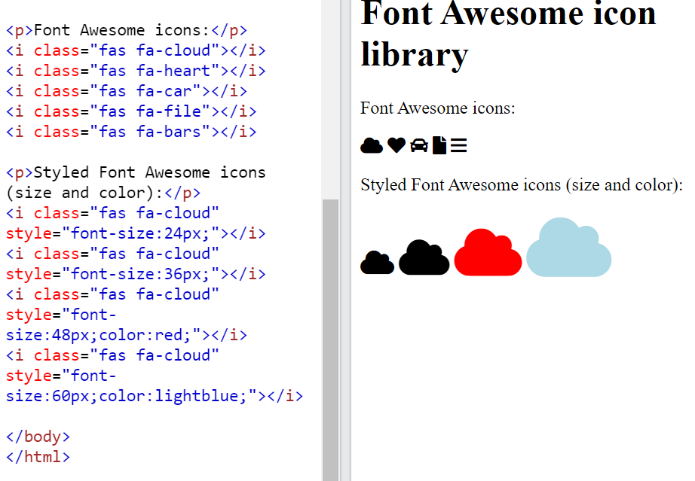 <p>Font Awesome icons:</p>
<i class="fas fa-cloud"></i>
<i class="fas fa-heart"></i>
<i class="fas fa-car"></i>
<i class="fas fa-file"></i>
<i class="fas fa-bars"></i>
<p>Styled Font Awesome icons
(size and color):</p>
<i class="fas fa-cloud"
style="font-size:24px;"></i>
<i class="fas fa-cloud"
style="font-size:36px;"></i>
<i class="fas fa-cloud"
style="font-
size:48px;color:red;"></i>
<i class="fas fa-cloud"
style="font-
size:60px;color:lightblue;"></i>
</body>
</html>
Font Awesome icon
library
Font Awesome icons:
Styled Font Awesome icons (size and color):